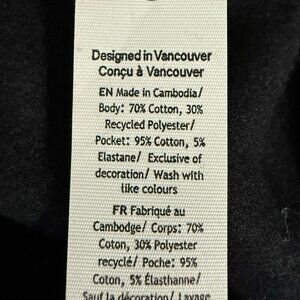 Designed in Vancouver
Conçu à Vancouver
EN Made in Cambodia/
Body: 70% Cotton, 30%
Recycled Polyester/
Pocket: 95% Cotton, 5%
Elastane/ Exclusive of
decoration/ Wash with
like colours
FR Fabriqué au
Cambodge/ Corps: 70%
Coton, 30% Polyester
recyclé/ Poche: 95%
Coton, 5% Élasthanne/
Sauf la décoration/ Lavage